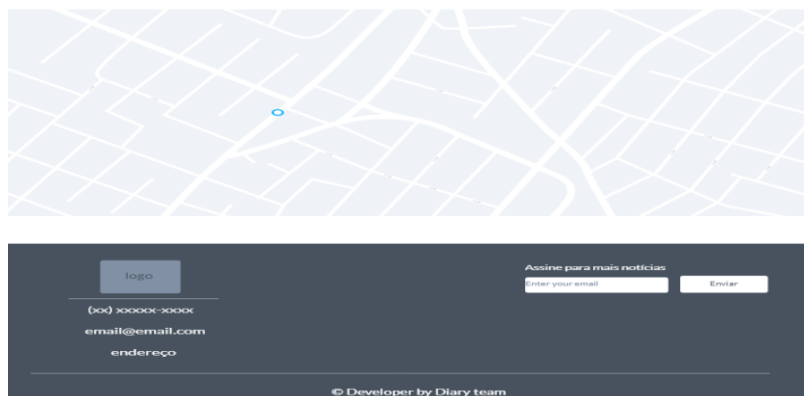 logo
(xx) xxxxx-xxxx
email@email.com
endereço
Assine para mais notícias
Enter your email
Enviar
© Developer by Diary team